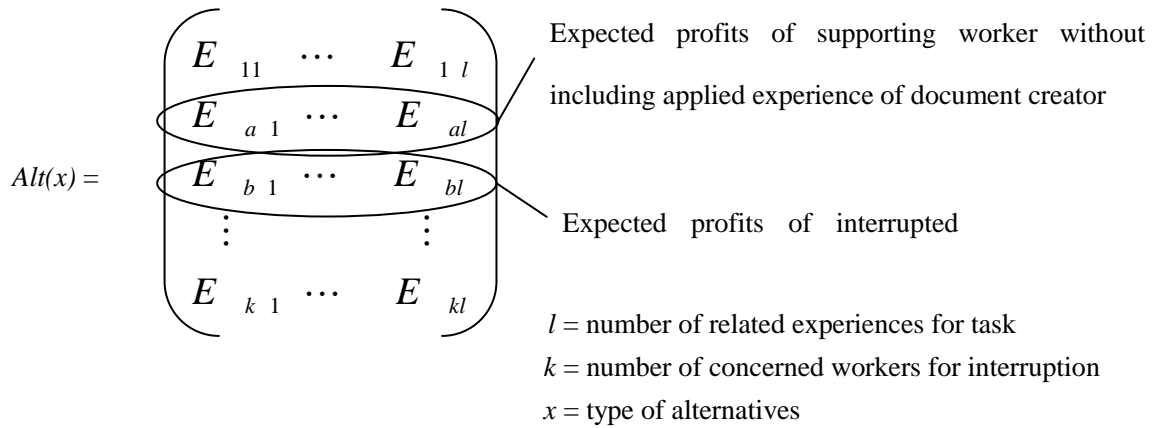 Expected profits of supporting worker without
including applied experience of document creator
Alt(x) =
E 11 ⋯ E 1 l
E a 1 ⋯ E al
E b 1 ⋯ E bl
⋮ ⋮
E k 1 ⋯ E kl
Expected profits of interrupted
l = number of related experiences for task
k = number of concerned workers for interruption
x = type of alternatives